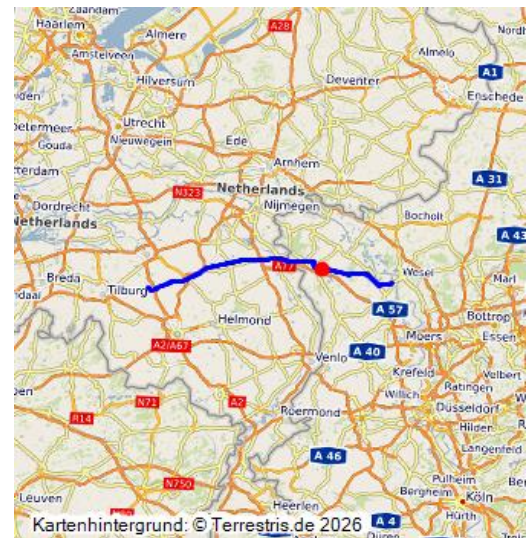 Zaandam
Haarlem
Almere
A28
Nordh
Amstelveen
Almelo
Hilversum
Deventer
A1
Enschede
Utrecht
Gouda
Nieuwegein
Ede
Arnhem
A 31
N323
Netherlands
Dordrecht
Nijmegen
Netherlands
Bocholt
A 43
Breda
A77
Wesel
Marl
Tilburg
A 57
Bottrop
Helmond
Moers
Essen
A2/A67
Venlo
A 40
Krefeld
Velbert
N71
Willich
Ratingen
R14
A2
Düsseldorf
Roermond
Hilden
A 46
Langenfeld
N750
Pulheim
Leuven
Bergheim
Köln
Heerlen
A 4
Hürth
Düren
Kartenhintergrund: © Terrestris.de 2026